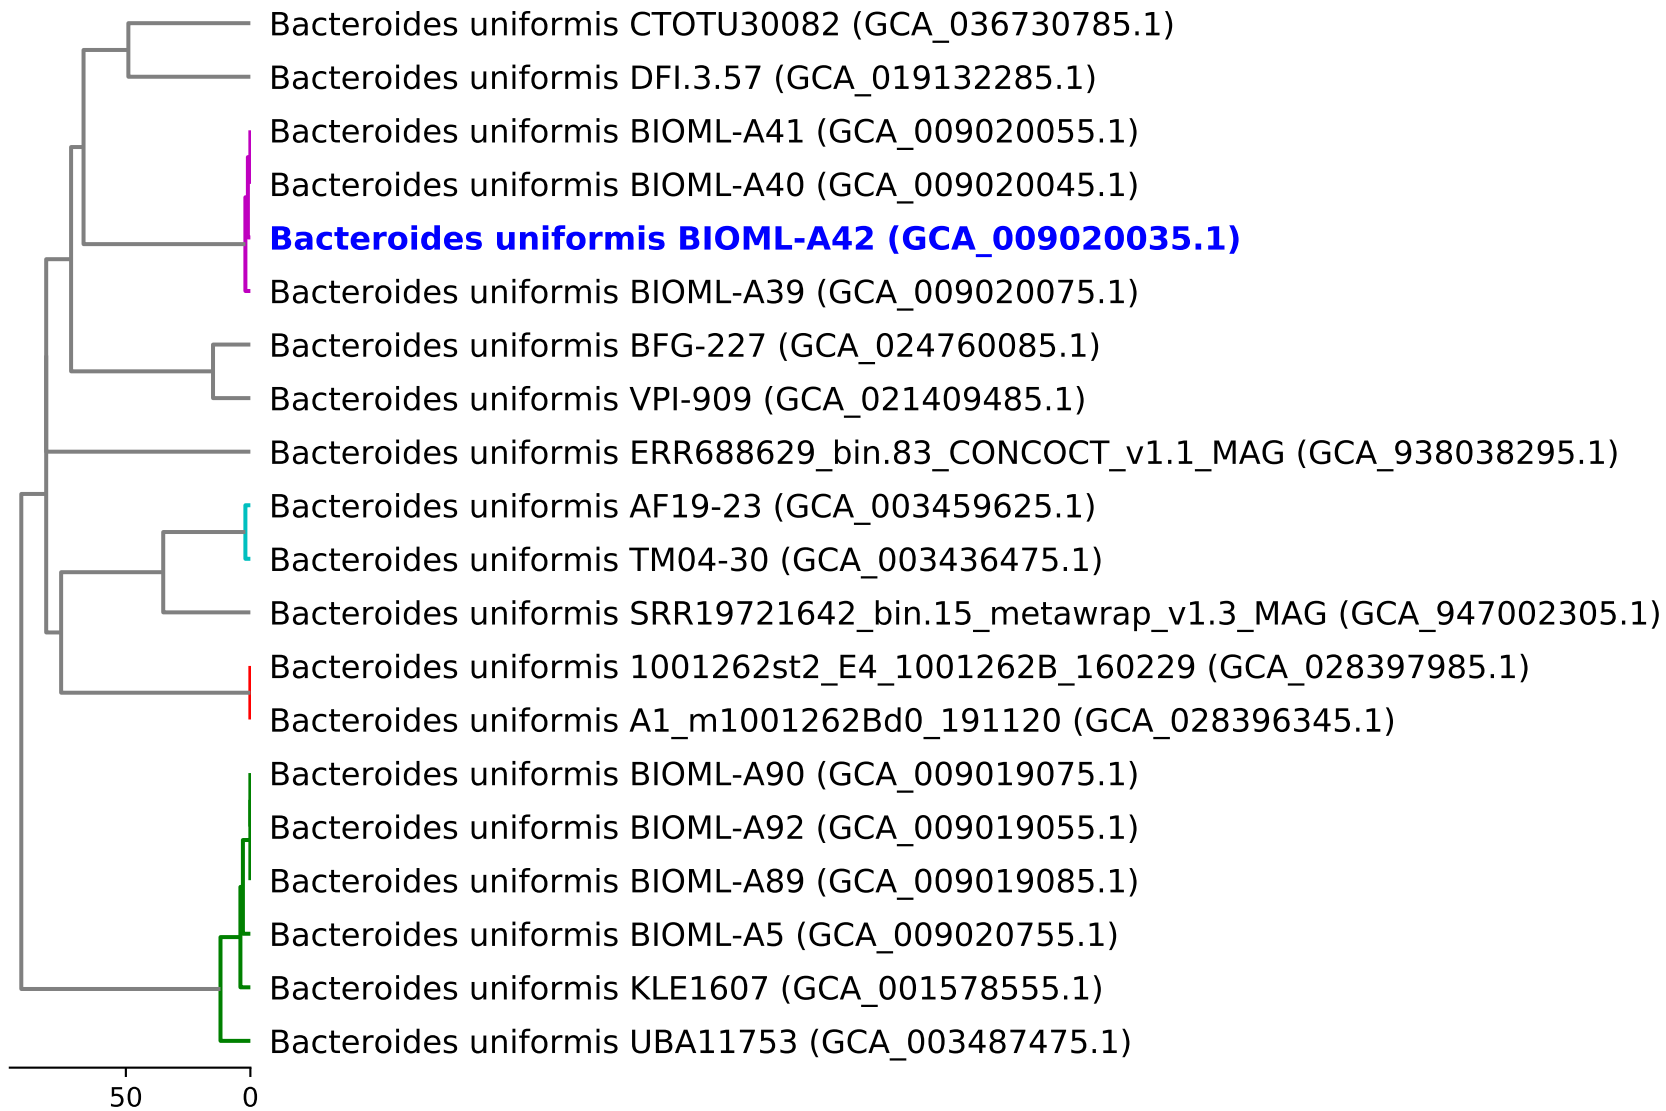 Bacteroides uniformis CTOTU30082 (GCA_036730785.1)
Bacteroides uniformis DFI.3.57 (GCA_019132285.1)
Bacteroides uniformis BIOML-A41 (GCA_009020055.1)
Bacteroides uniformis BIOML-A40 (GCA_009020045.1)
Bacteroides uniformis BIOML-A42 (GCA_009020035.1)
Bacteroides uniformis BIOML-A39 (GCA_009020075.1)
Bacteroides uniformis BFG-227 (GCA_024760085.1)
Bacteroides uniformis VPI-909 (GCA_021409485.1)
Bacteroides uniformis ERR688629_bin.83_CONCOCT_v1.1_MAG (GCA_938038295.1)
Bacteroides uniformis AF19-23 (GCA_003459625.1)
Bacteroides uniformis TM04-30 (GCA_003436475.1)
Bacteroides uniformis SRR19721642_bin.15_metawrap_v1.3_MAG (GCA_947002305.1)
Bacteroides uniformis 1001262st2_E4_1001262B_160229 (GCA_028397985.1)
Bacteroides uniformis A1_m1001262Bd0_191120 (GCA_028396345.1)
Bacteroides uniformis BIOML-A90 (GCA_009019075.1)
Bacteroides uniformis BIOML-A92 (GCA_009019055.1)
Bacteroides uniformis BIOML-A89 (GCA_009019085.1)
Bacteroides uniformis BIOML-A5 (GCA_009020755.1)
Bacteroides uniformis KLE1607 (GCA_001578555.1)
Bacteroides uniformis UBA11753 (GCA_003487475.1)
50 0